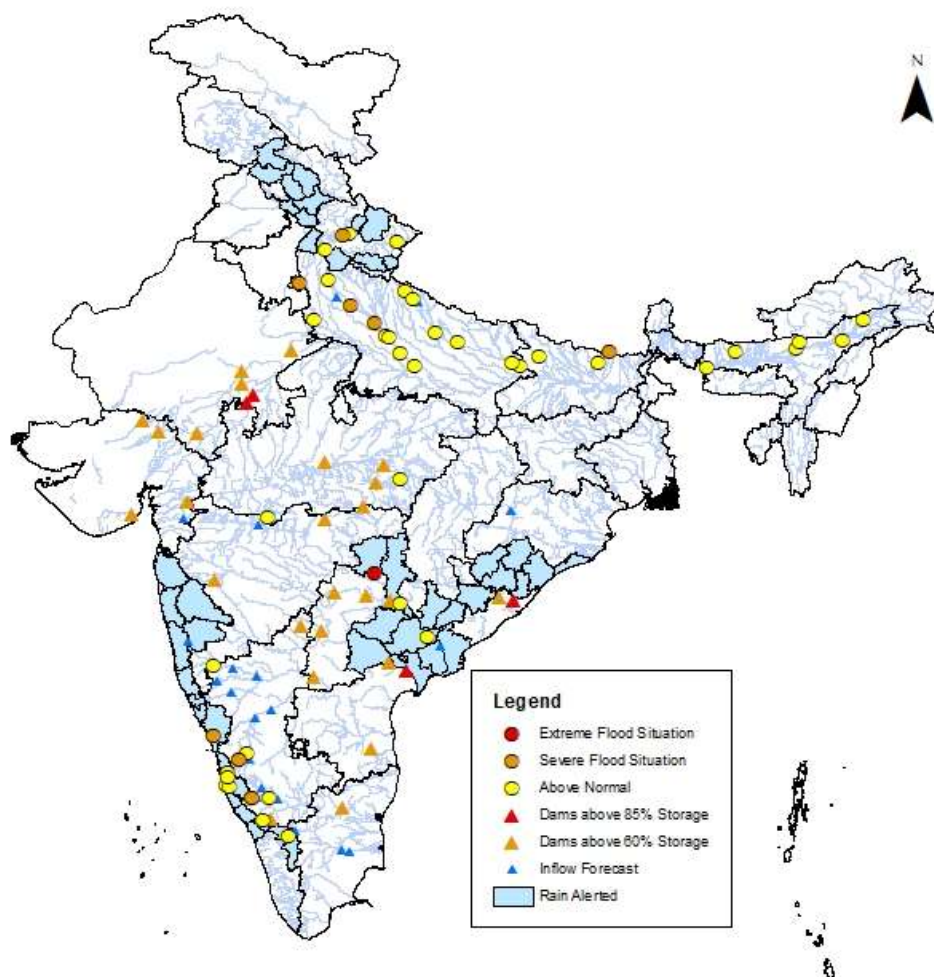 N
Legend
Extreme Flood Situation
Severe Flood Situation
Above Normal
Dams above 85% Storage
Dams above 60% Storage
Inflow Forecast
Rain Alerted